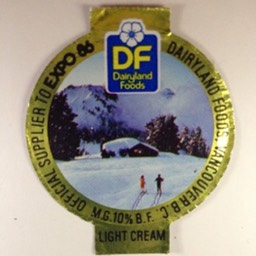 DF
Dairyland
Foods
OFFICIAL SUPPLIER TO EXPO 86
DAIRYLAND FOODS, VANCOUVER B.C.
M.G. 10% B.F.
LIGHT CREAM